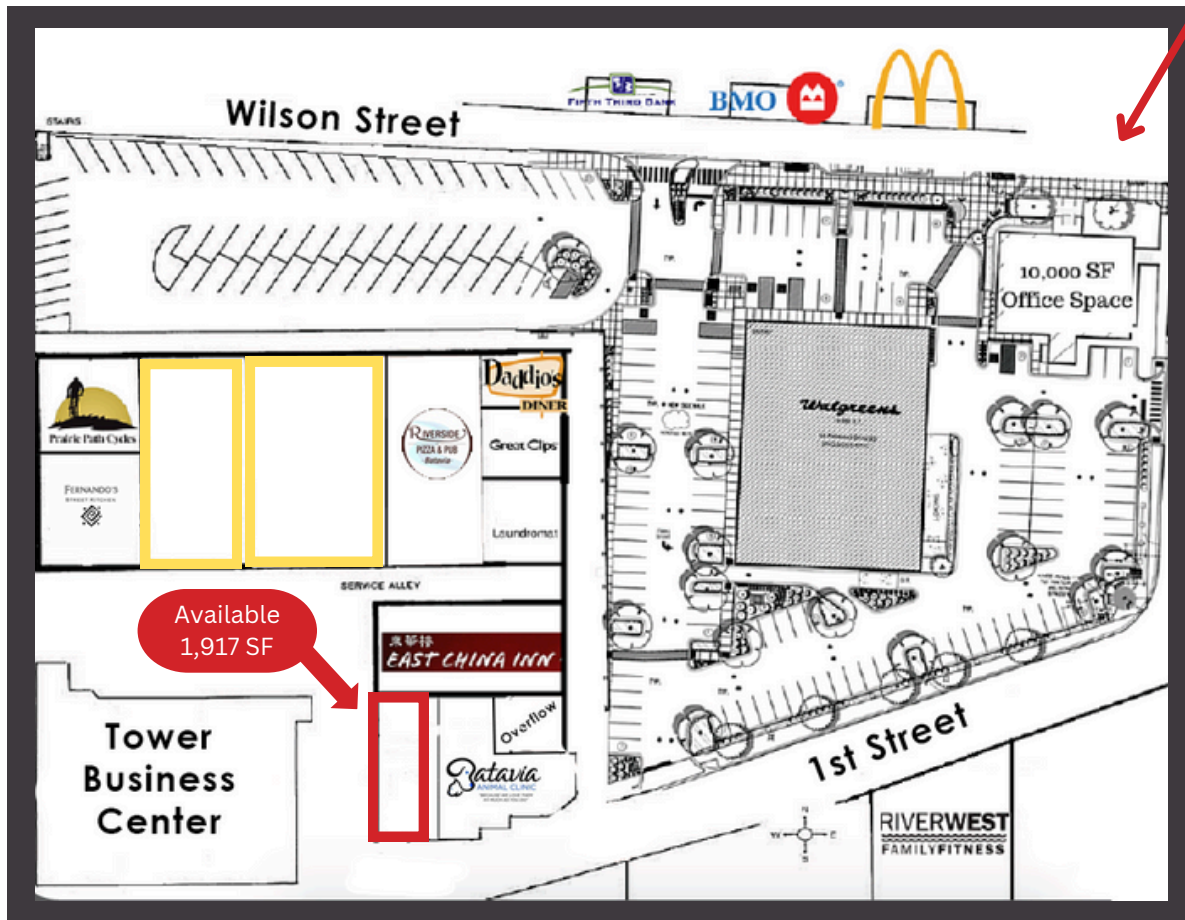 STAIRS
Wilson Street
FIFTH THIRD BANK
BMO
10,000 SF
Office Space
Walgreens
LOADING
Prairie Path Cycles
FERNANDO'S
STREET KITCHEN
RIVERSIDE
PIZZA & PUB
Batavia
Daddio's
DINER
Great Clips
Laundromat
SERVICE ALLEY
Available
1,917 SF
EAST CHINA INN
Overflow
Batavia
ANIMAL CLINIC
Tower
Business
Center
1st Street
N
W
E
S
RIVERWEST
FAMILYFITNESS